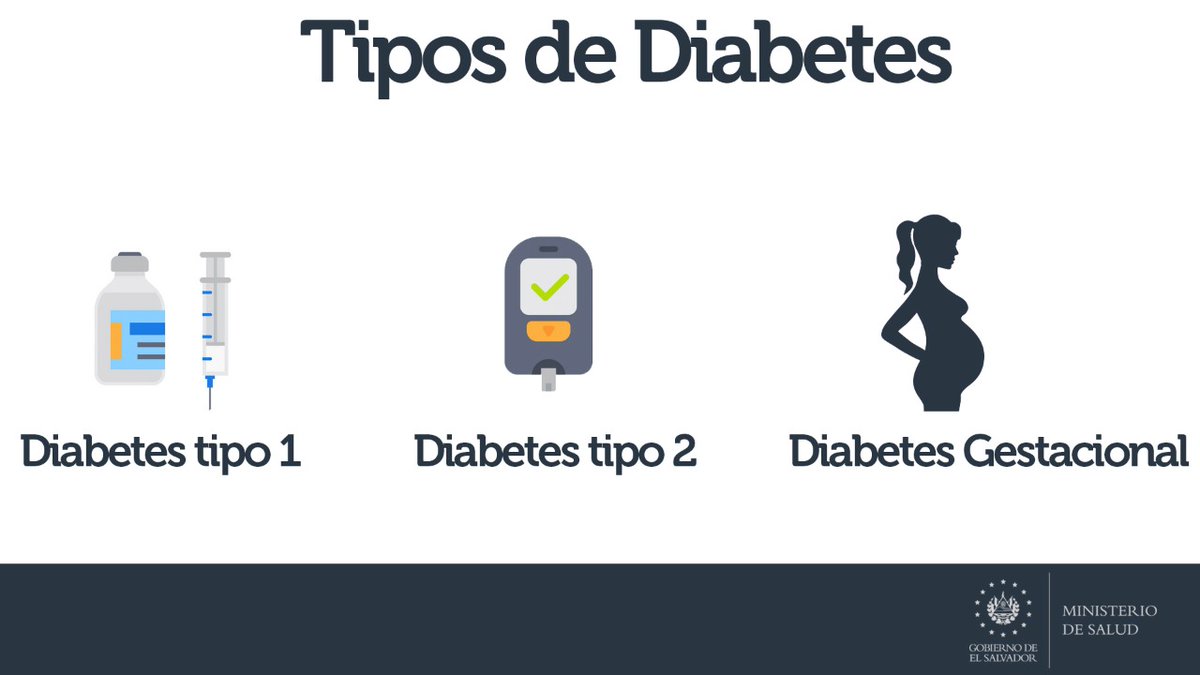 Tipos de Diabetes
Diabetes tipo 1
Diabetes tipo 2
Diabetes Gestacional
GOBIERNO DE
EL SALVADOR
MINISTERIO
DE SALUD